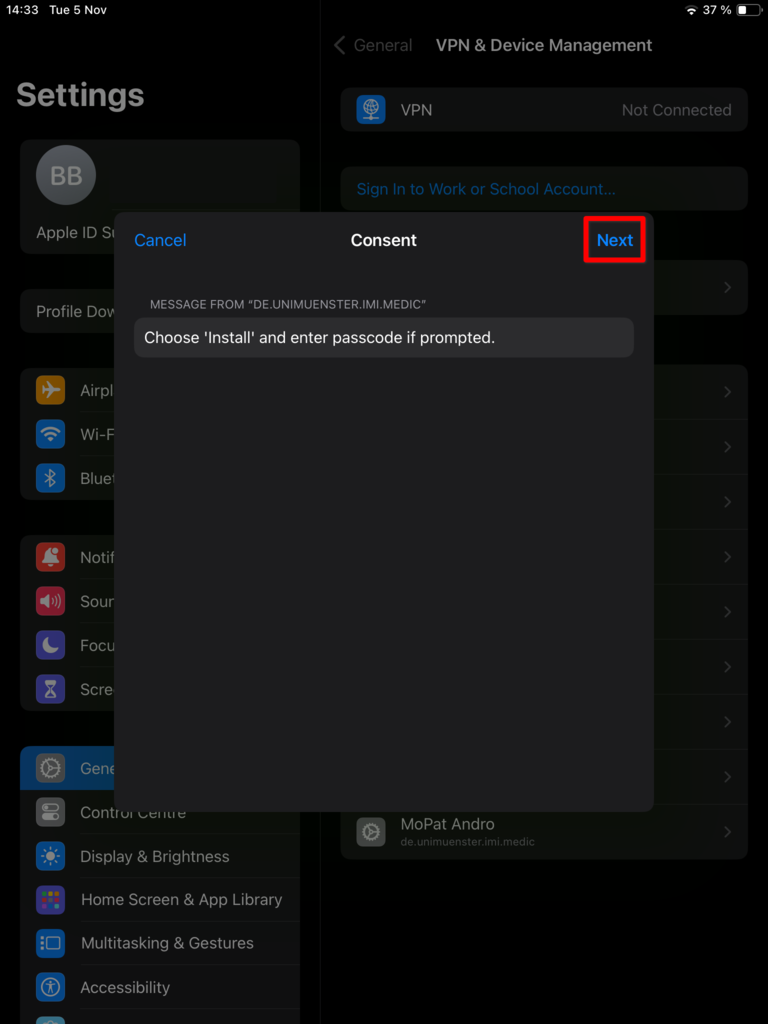 14:33 Tue 5 Nov
37 %
General
VPN & Device Management
Settings
VPN
Not Connected
BB
Sign In to Work or School Account...
Apple ID Su
Cancel
Consent
Next
Profile Dow
MESSAGE FROM “DE.UNIMUENSTER.IMI.MEDIC”
Choose 'Install' and enter passcode if prompted.
Airpl
Wi-F
Bluet
Notif
Soun
Focu
Scre
Gene
Control Centre
MoPat Andro
de.unimuenster.imi.medic
Display & Brightness
Home Screen & App Library
Multitasking & Gestures
Accessibility